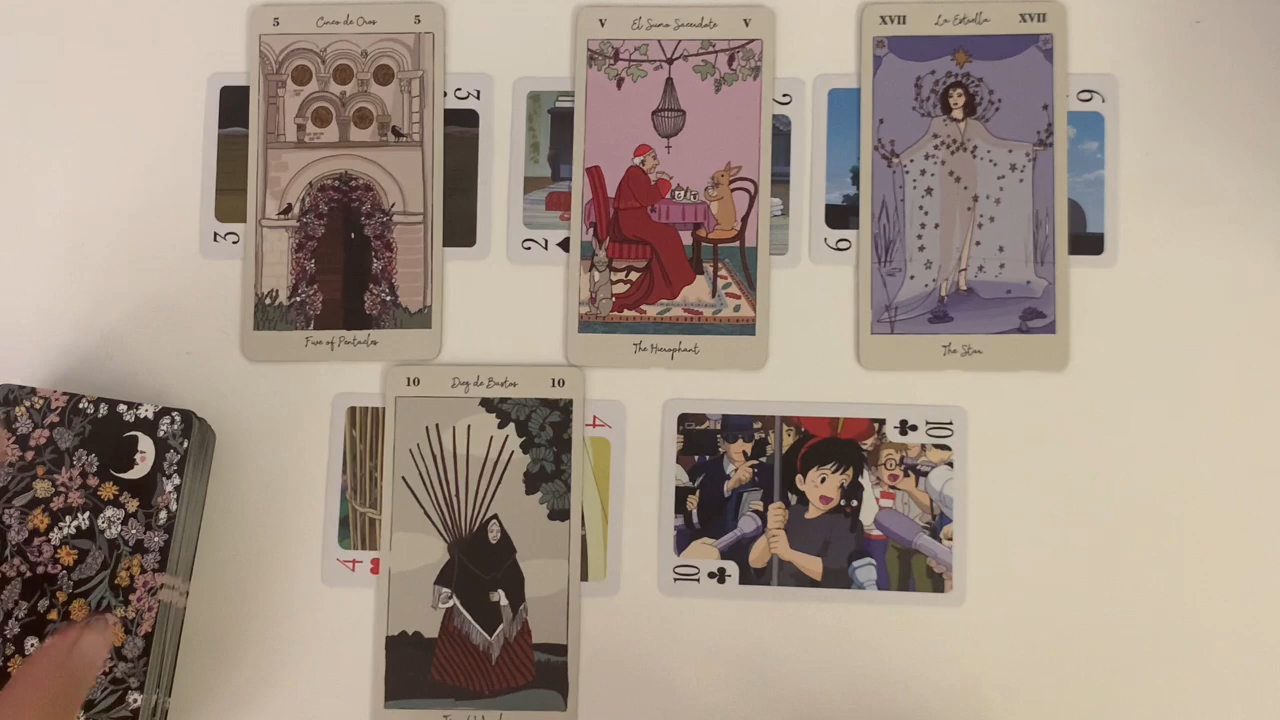 5 Cinco de Oros 5
3
3
Five of Pentacles
V El Sumo Sacerdote V
2
2
The Hierophant
XVII La Estrella XVII
6
6
The Star
10 Diez de Bastos 10
4
4
10
10